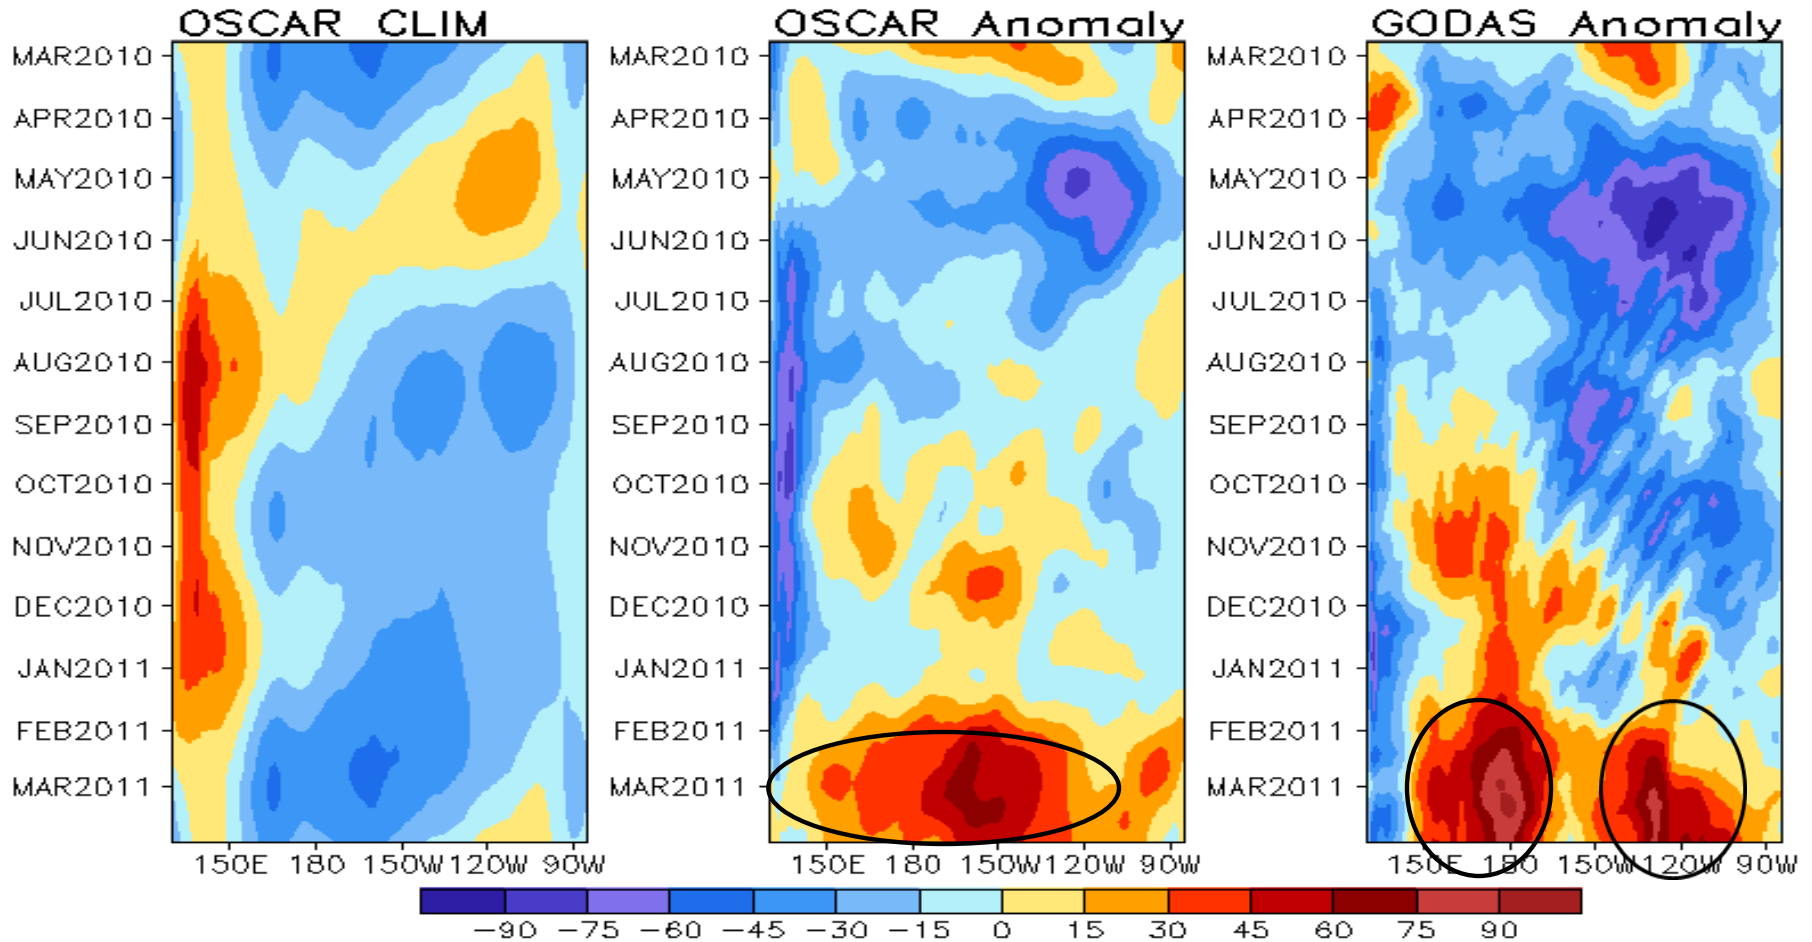 OSCAR CLIM
MAR2010
APR2010
MAY2010
JUN2010
JUL2010
AUG2010
SEP2010
OCT2010
NOV2010
DEC2010
JAN2011
FEB2011
MAR2011
150E 180 150W 120W 90W
OSCAR Anomaly
MAR2010
APR2010
MAY2010
JUN2010
JUL2010
AUG2010
SEP2010
OCT2010
NOV2010
DEC2010
JAN2011
FEB2011
MAR2011
150E 180 150W 120W 90W
GODAS Anomaly
MAR2010
APR2010
MAY2010
JUN2010
JUL2010
AUG2010
SEP2010
OCT2010
NOV2010
DEC2010
JAN2011
FEB2011
MAR2011
150E 180 150W 120W 90W
−90 −75 −60 −45 −30 −15 0 15 30 45 60 75 90